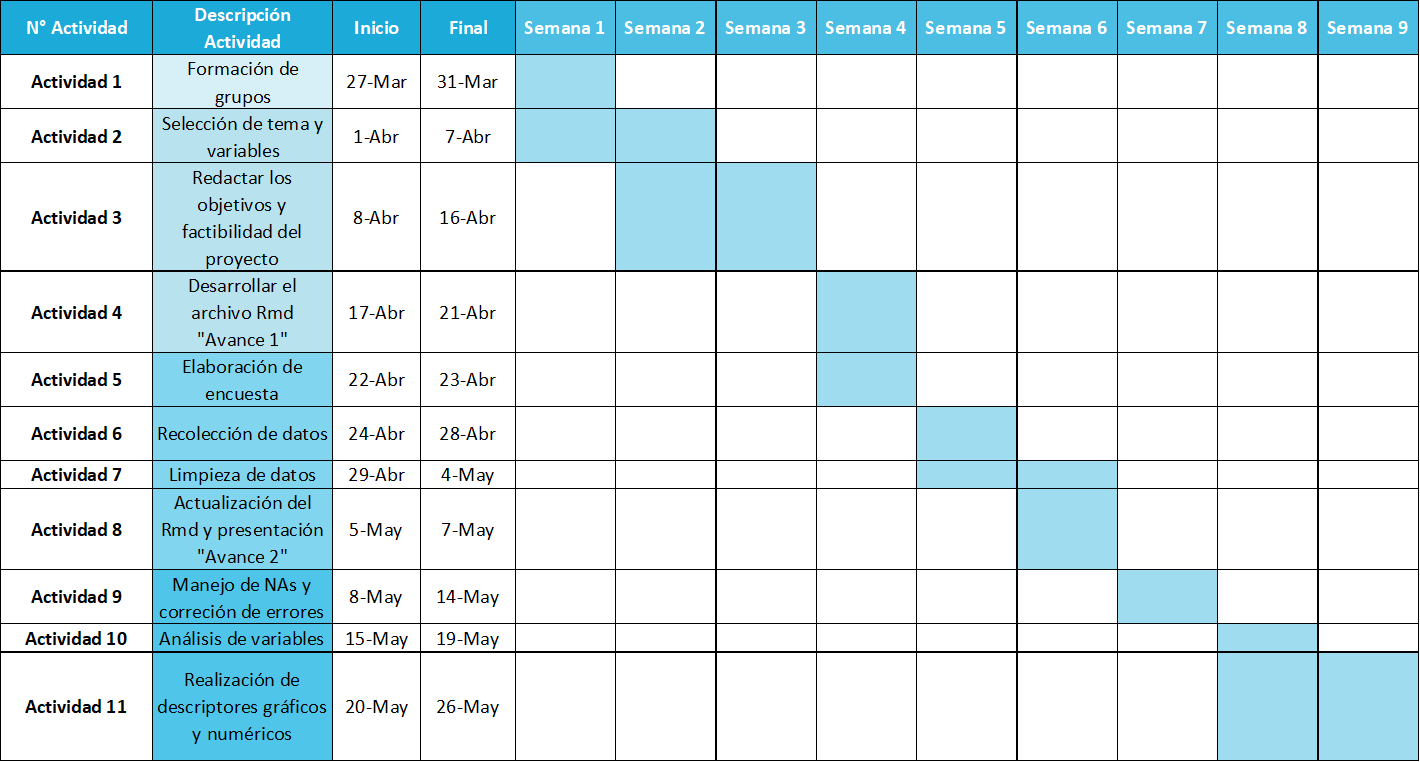 N° Actividad Descripción Actividad Inicio Final Semana 1 Semana 2 Semana 3 Semana 4 Semana 5 Semana 6 Semana 7 Semana 8 Semana 9
Actividad 1 Formación de grupos 27-Mar 31-Mar
Actividad 2 Selección de tema y variables 1-Abr 7-Abr
Actividad 3 Redactar los objetivos y factibilidad del proyecto 8-Abr 16-Abr
Actividad 4 Desarrollar el archivo Rmd "Avance 1" 17-Abr 21-Abr
Actividad 5 Elaboración de encuesta 22-Abr 23-Abr
Actividad 6 Recolección de datos 24-Abr 28-Abr
Actividad 7 Limpieza de datos 29-Abr 4-May
Actividad 8 Actualización del Rmd y presentación "Avance 2" 5-May 7-May
Actividad 9 Manejo de NAs y correción de errores 8-May 14-May
Actividad 10 Análisis de variables 15-May 19-May
Actividad 11 Realización de descriptores gráficos y numéricos 20-May 26-May